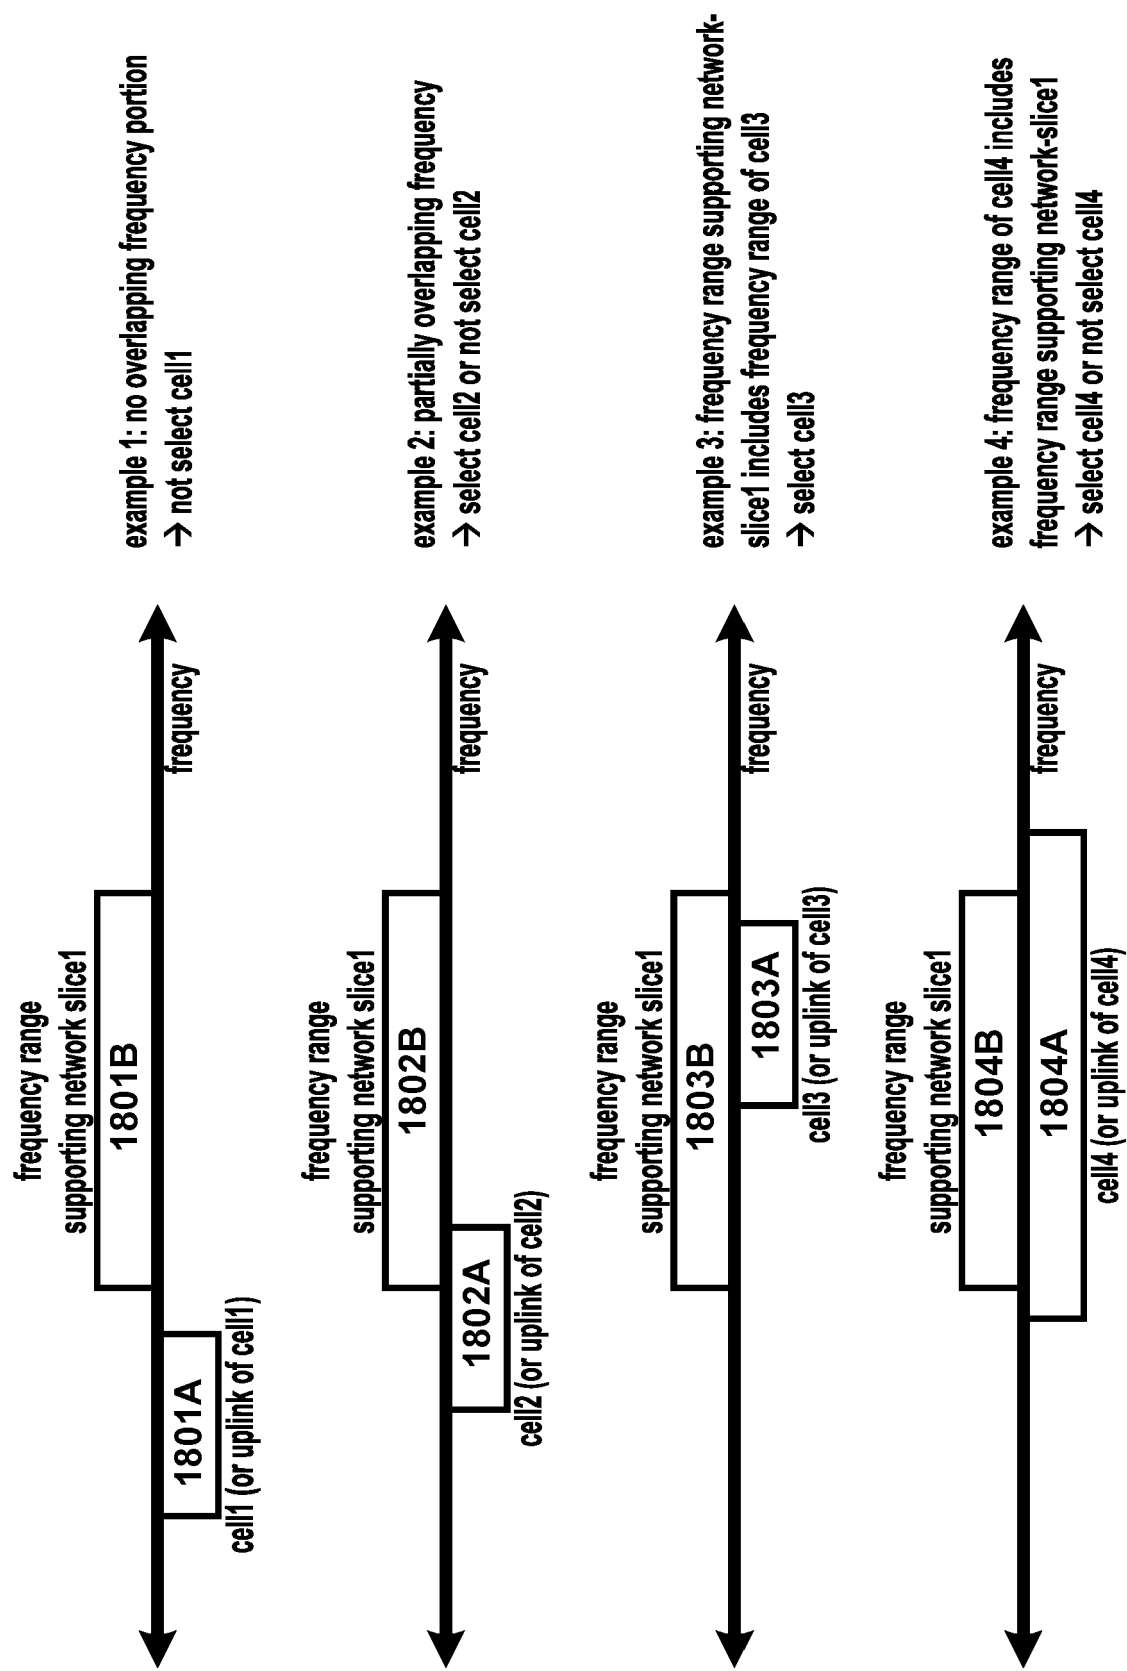 frequency range
supporting network slice1
1801B
1801A
cell1 (or uplink of cell1)
frequency
example 1: no overlapping frequency portion
→ not select cell1
frequency range
supporting network slice1
1802B
1802A
cell2 (or uplink of cell2)
frequency
example 2: partially overlapping frequency
→ select cell2 or not select cell2
frequency range
supporting network slice1
1803B
1803A
cell3 (or uplink of cell3)
frequency
example 3: frequency range supporting network-
slice1 includes frequency range of cell3
→ select cell3
frequency range
supporting network slice1
1804B
1804A
cell4 (or uplink of cell4)
frequency
example 4: frequency range of cell4 includes
frequency range supporting network-slice1
→ select cell4 or not select cell4